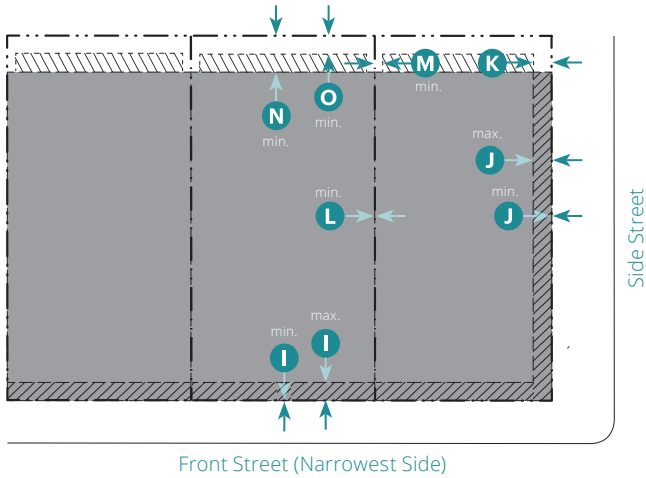 M
K
min.
O
min.
N
min.
max.
J
min.
J
min.
L
max.
I
min.
I
Side Street
Front Street (Narrowest Side)